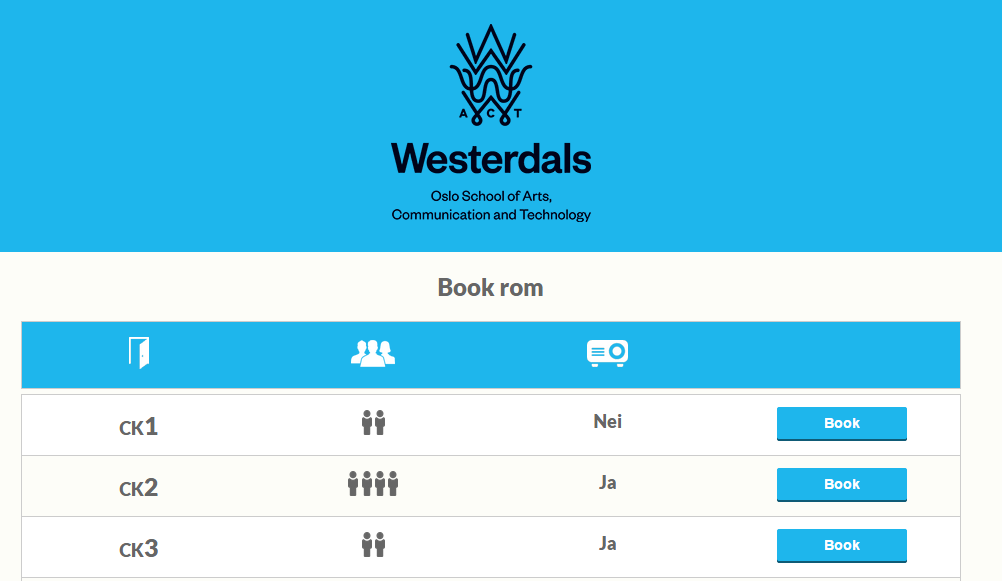 A C T
Westerdals
Oslo School of Arts,
Communication and Technology
Book rom
CK1 Nei Book
CK2 Ja Book
CK3 Ja Book